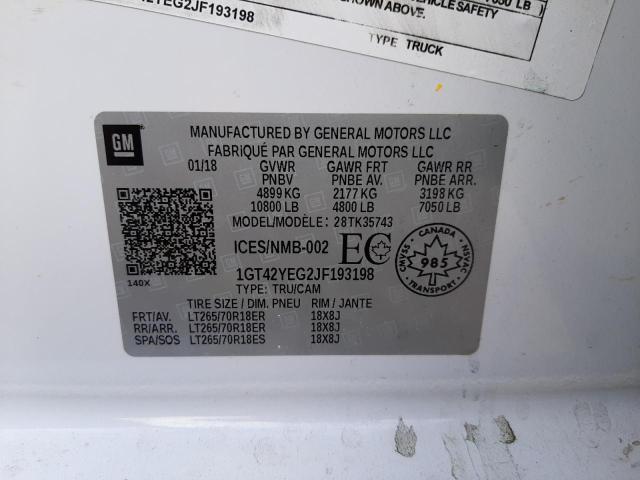 42YEG2JF193198
VEHICLE SAFETY
SHOWN ABOVE.
TYPE TRUCK
GM
MANUFACTURED BY GENERAL MOTORS LLC
FABRIQUÉ PAR GENERAL MOTORS LLC
01/18 GVWR GAWR FRT GAWR RR
PNBV PNBE AV. PNBE ARR.
4899 KG 2177 KG 3198 KG
10800 LB 4800 LB 7050 LB
MODEL/MODÈLE: 28TK35743
ICES/NMB-002 EC
CANADA
CMVSS 985 NSVAC
1GT42YEG2JF193198
140X
TYPE: TRU/CAM
TIRE SIZE / DIM. PNEU RIM / JANTE
FRT/AV. LT265/70R18ER 18X8J
RR/ARR. LT265/70R18ER 18X8J
SPA/SOS LT265/70R18ES 18X8J